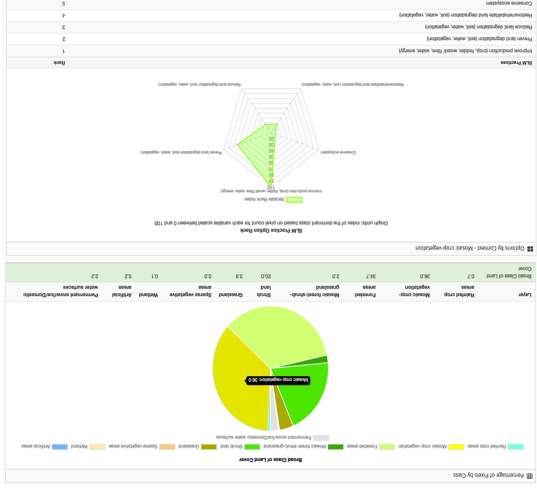 Percentage of Pixels by Class
Broad Class of Land Cover
Rainfed crop areas Mosaic crop-vegetation Forested areas Mosaic forest-shrub-grassland Shrub land Grassland Sparse vegetative areas Wetland Artificial areas
Permanent snow/ice/Domestic water surfaces
Mosaic crop-vegetation: 36.0
Layer Rainfed crop areas Mosaic crop-vegetation Forested areas Mosaic forest-shrub-grassland Shrub land Grassland Sparse vegetative areas Wetland Artificial areas Permanent snow/ice/Domestic water surfaces
Broad Class of Land Cover 0.7 36.0 34.7 2.0 20.0 3.9 0.0 0.1 0.2 2.2
Options by Context - Mosaic crop-vegetation
SLM Practice Option Rank
Graph units: Index of the dominant class based on pixel count for each variable scaled between 0 and 100
Variable Rank Index
Improve production (crop, fodder, wood/ fibre, water, energy)
Conserve ecosystem
Prevent land degradation (soil, water, vegetation)
Restore/rehabilitate land degradation (soil, water, vegetation)
Reduce land degradation (soil, water, vegetation)
SLM Practices Rank
Improve production (crop, fodder, wood/ fibre, water, energy) 1
Prevent land degradation (soil, water, vegetation) 2
Reduce land degradation (soil, water, vegetation) 3
Restore/rehabilitate land degradation (soil, water, vegetation) 4
Conserve ecosystem 5